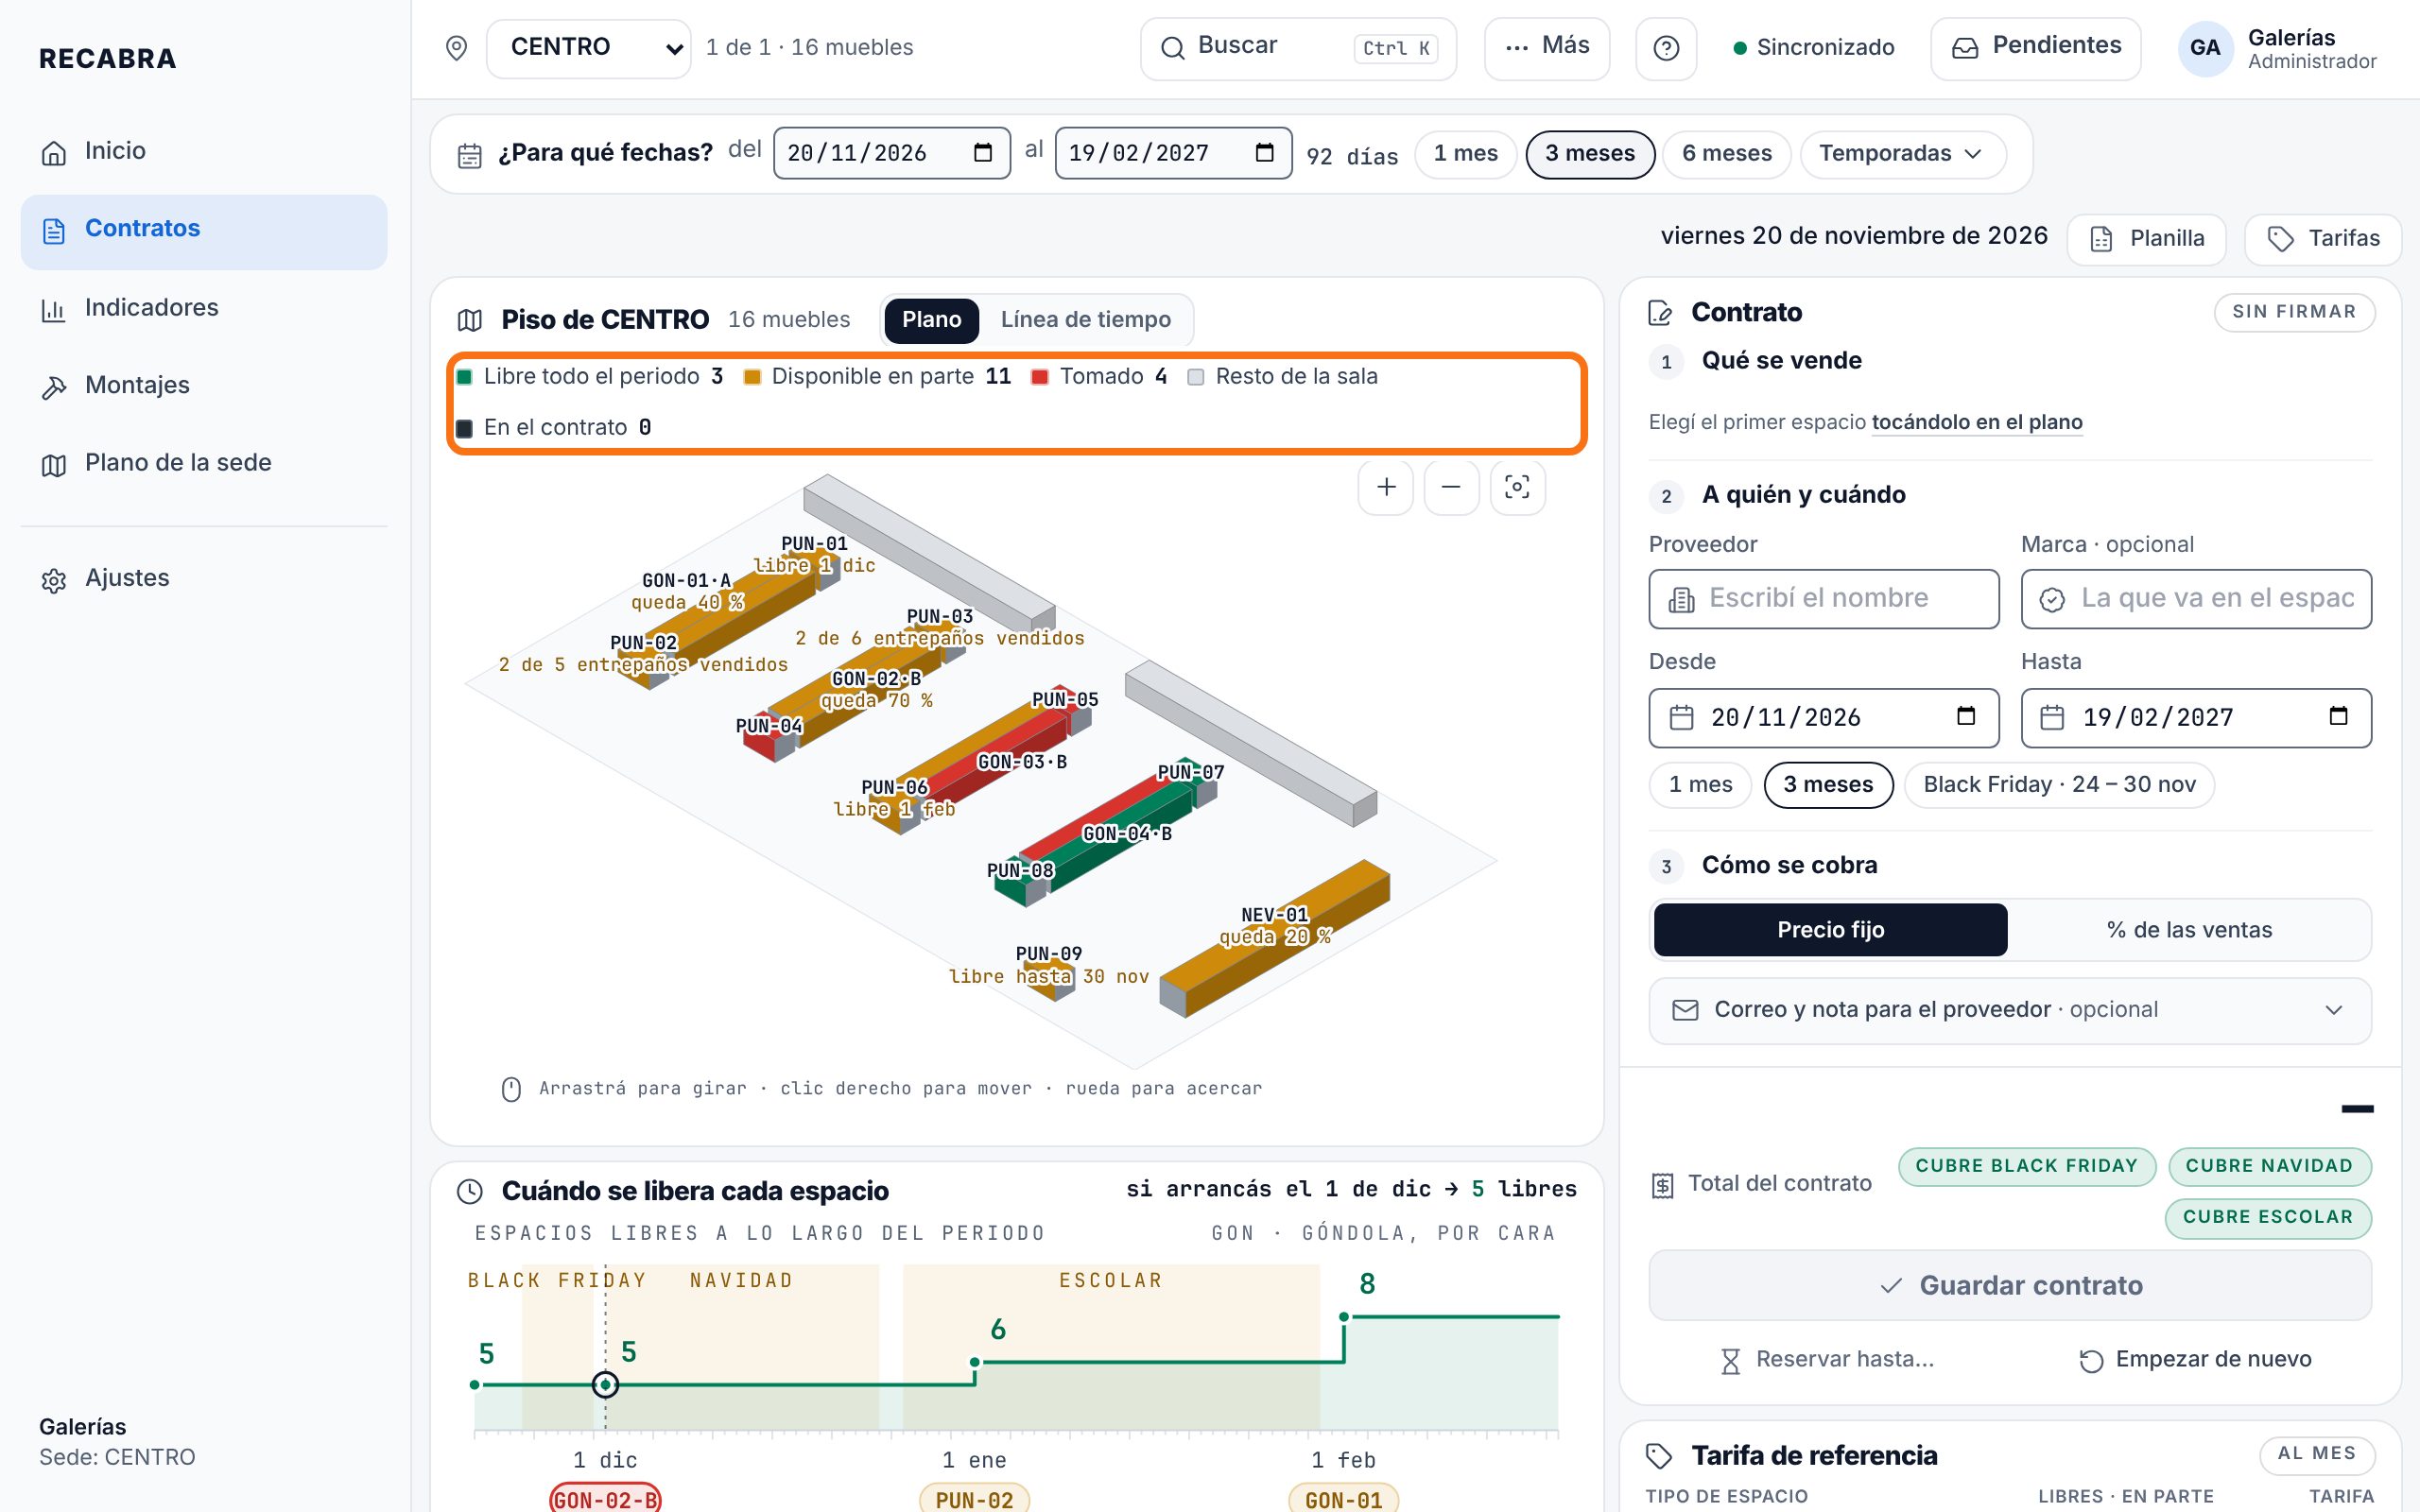 RECABRA
Inicio
Contratos
Indicadores
Montajes
Plano de la sede
Ajustes
Galerías
Sede: CENTRO
CENTRO
1 de 1 · 16 muebles
Buscar
Ctrl K
Más
Sincronizado
Pendientes
GA
Galerías
Administrador
¿Para qué fechas? del 20/11/2026 al 19/02/2027 92 días 1 mes 3 meses 6 meses Temporadas
viernes 20 de noviembre de 2026
Planilla
Tarifas
Piso de CENTRO 16 muebles Plano Línea de tiempo
Libre todo el periodo 3 Disponible en parte 11 Tomado 4 Resto de la sala
En el contrato 0
PUN-01
libre 1 dic
GON-01·A
queda 40 %
PUN-03
2 de 6 entrepaños vendidos
PUN-02
2 de 5 entrepaños vendidos
GON-02·B
queda 70 %
PUN-05
PUN-04
GON-03·B
PUN-07
PUN-06
libre 1 feb
GON-04·B
PUN-08
NEV-01
queda 20 %
PUN-09
libre hasta 30 nov
Arrastrá para girar · clic derecho para mover · rueda para acercar
Cuándo se libera cada espacio
si arrancás el 1 de dic → 5 libres
ESPACIOS LIBRES A LO LARGO DEL PERIODO
GON · GÓNDOLA, POR CARA
BLACK FRIDAY NAVIDAD ESCOLAR
5 5 6 8
1 dic 1 ene 1 feb
GON-02-B PUN-02 GON-01
Contrato
SIN FIRMAR
1 Qué se vende
Elegí el primer espacio tocándolo en el plano
2 A quién y cuándo
Proveedor
Marca · opcional
Escribí el nombre
La que va en el espac
Desde
Hasta
20/11/2026
19/02/2027
1 mes 3 meses Black Friday · 24 – 30 nov
3 Cómo se cobra
Precio fijo
% de las ventas
Correo y nota para el proveedor · opcional
—
Total del contrato
CUBRE BLACK FRIDAY CUBRE NAVIDAD
CUBRE ESCOLAR
Guardar contrato
Reservar hasta...
Empezar de nuevo
Tarifa de referencia
AL MES
TIPO DE ESPACIO LIBRES · EN PARTE TARIFA